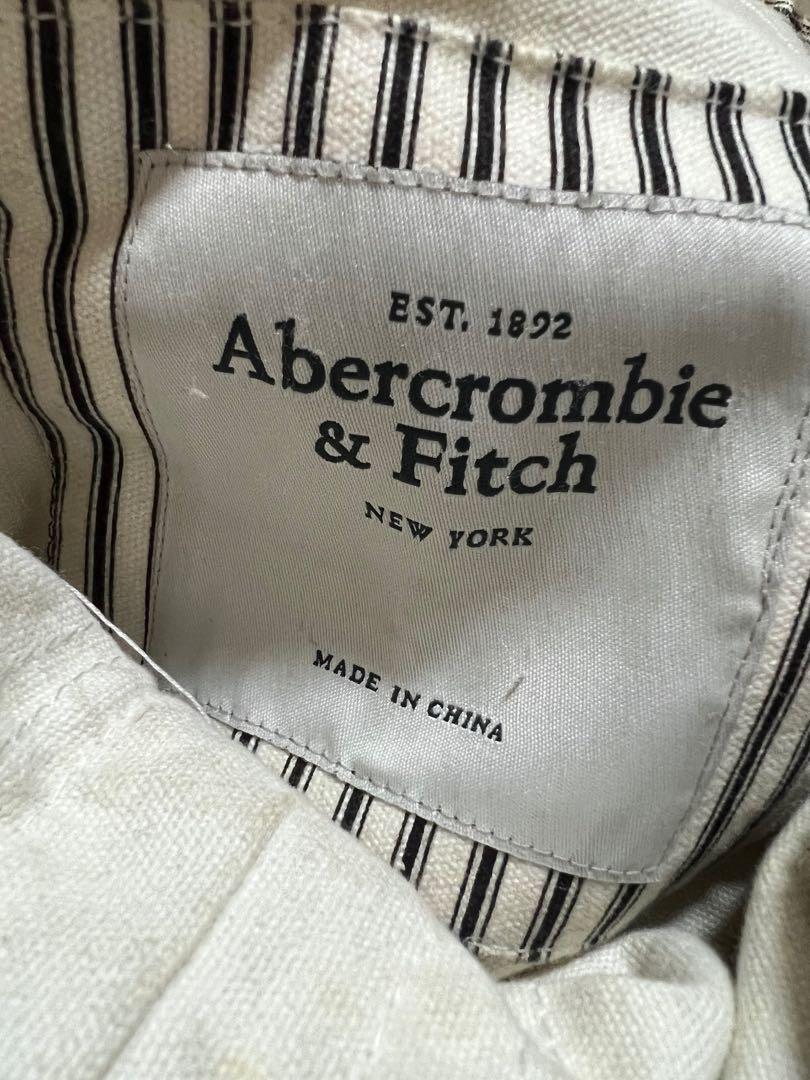 EST. 1892
Abercrombie
& Fitch
NEW YORK
MADE IN CHINA